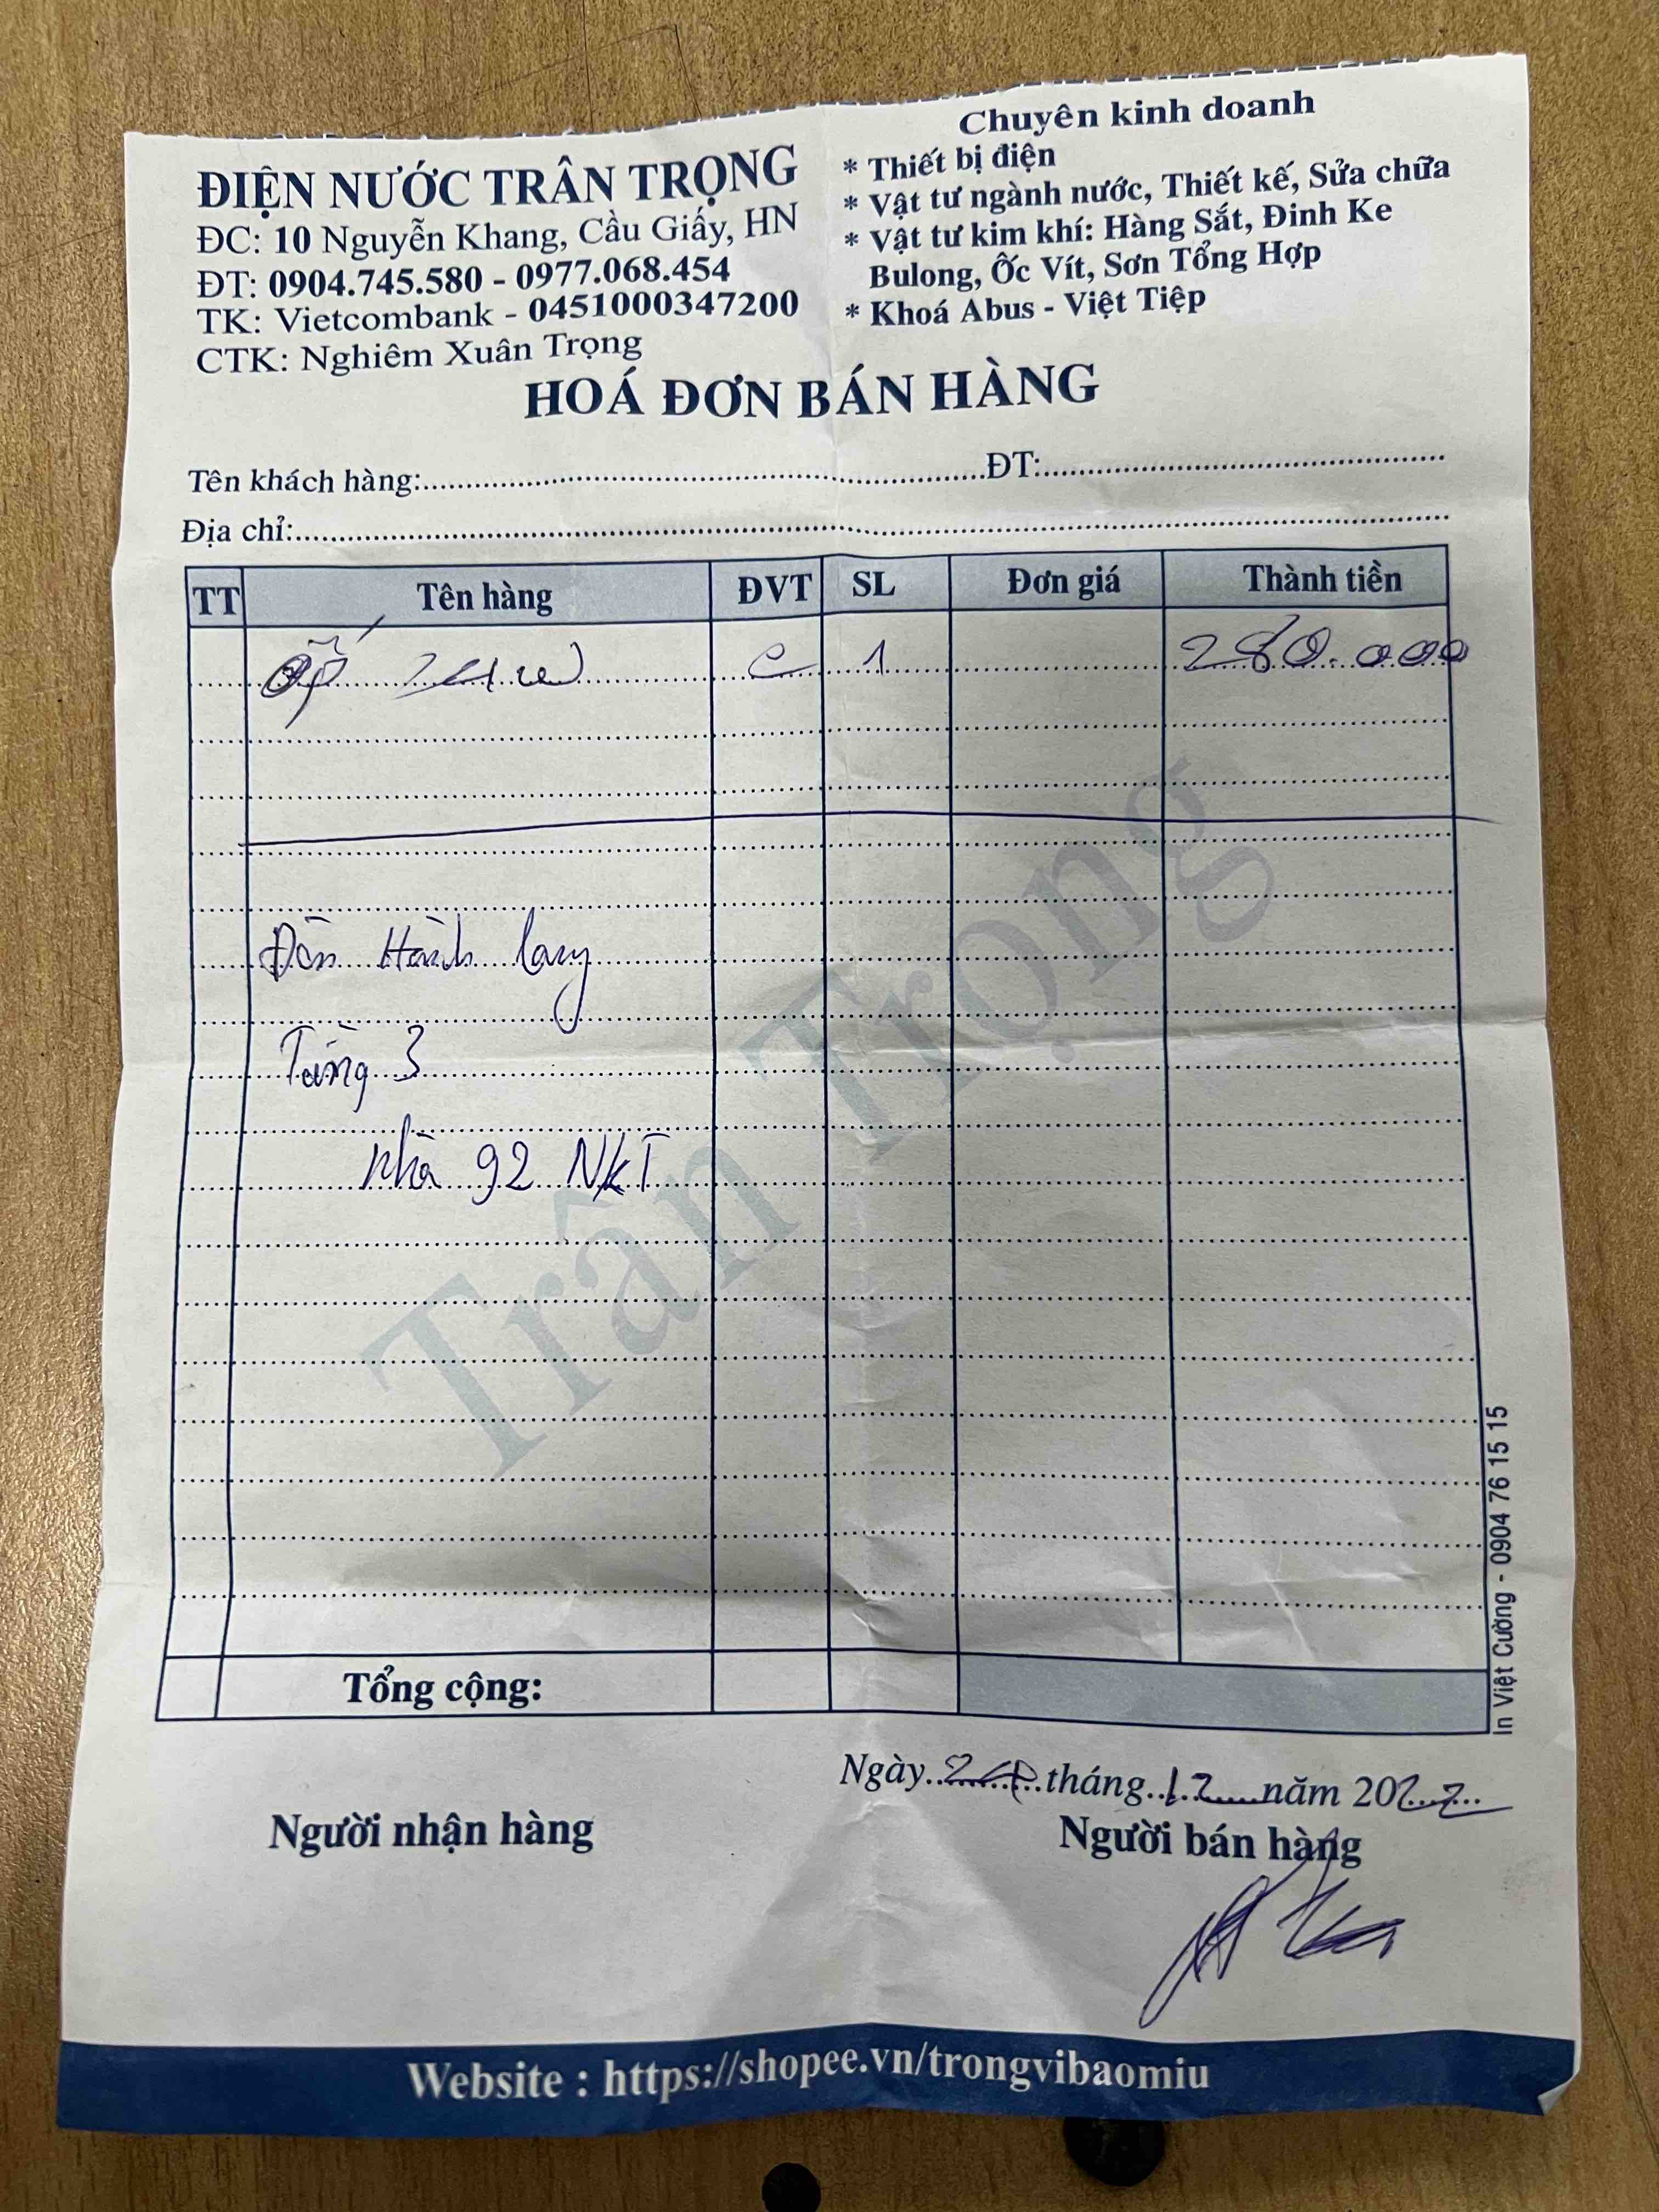 ĐIỆN NƯỚC TRÂN TRỌNG
ĐC: 10 Nguyễn Khang, Cầu Giấy, HN
ĐT: 0904.745.580 - 0977.068.454
TK: Vietcombank - 0451000347200
CTK: Nghiêm Xuân Trọng
Chuyên kinh doanh
* Thiết bị điện
* Vật tư ngành nước, Thiết kế, Sửa chữa
* Vật tư kim khí: Hàng Sắt, Đinh Ke
Bulong, Ốc Vít, Sơn Tổng Hợp
* Khoá Abus - Việt Tiệp
HOÁ ĐƠN BÁN HÀNG
Tên khách hàng: ĐT:
Địa chỉ:
TT Tên hàng ĐVT SL Đơn giá Thành tiền
24w c 1 280.000
Đèn Hành lang
Tầng 3
nhà 92 NKT
Trân Trọng
Tổng cộng:
In Việt Cường - 0904 76 15 15
Ngày tháng 12 năm 2022
Người nhận hàng Người bán hàng
Website : https://shopee.vn/trongvibaomiu